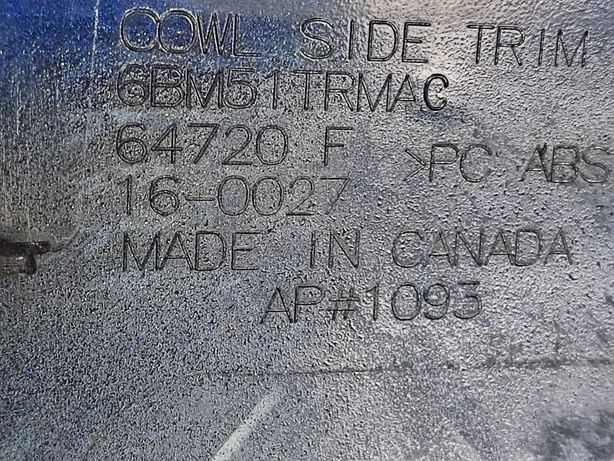 COWL SIDE TRIM
6BM51TRMAC
64720 F >PC ABS
16-0027
MADE IN CANADA
AP#1093